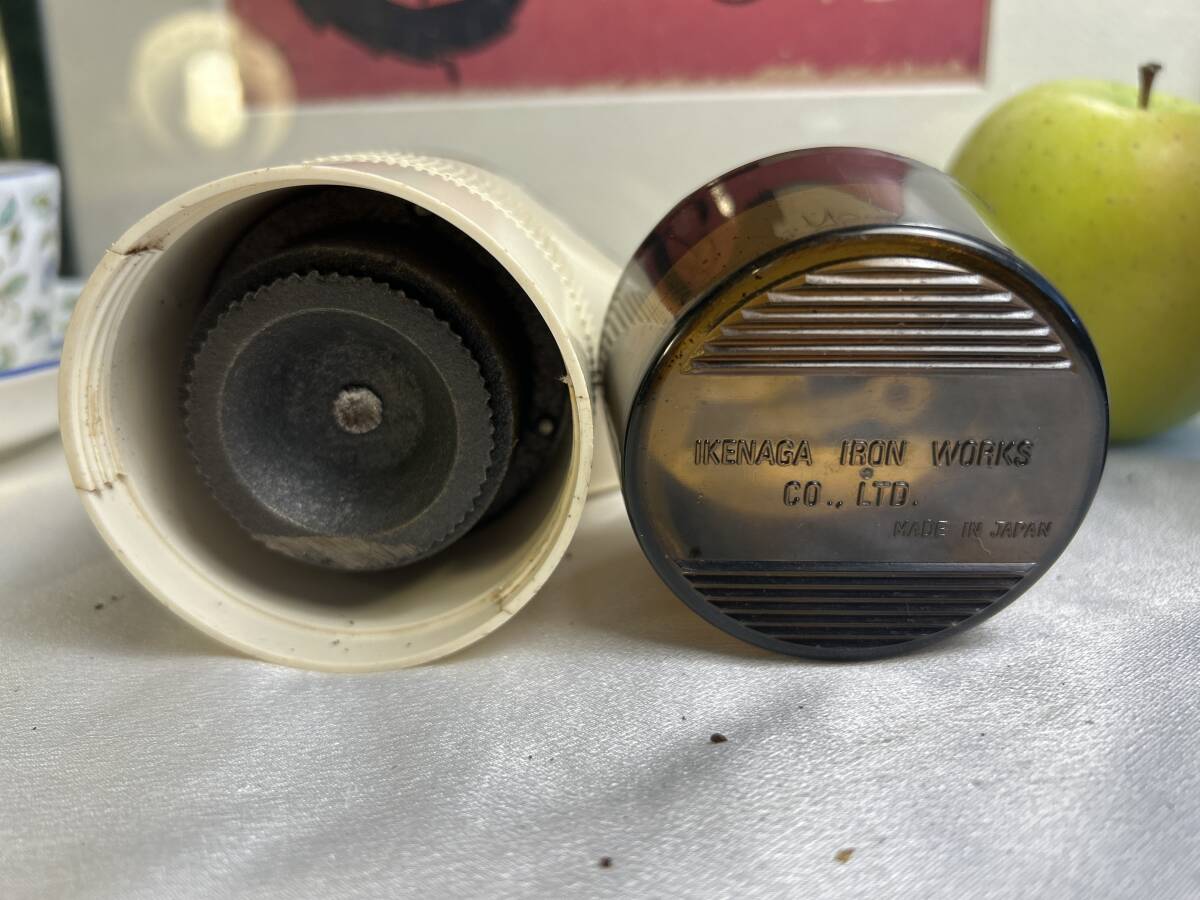 IKENAGA IRON WORKS
CO., LTD.
MADE IN JAPAN